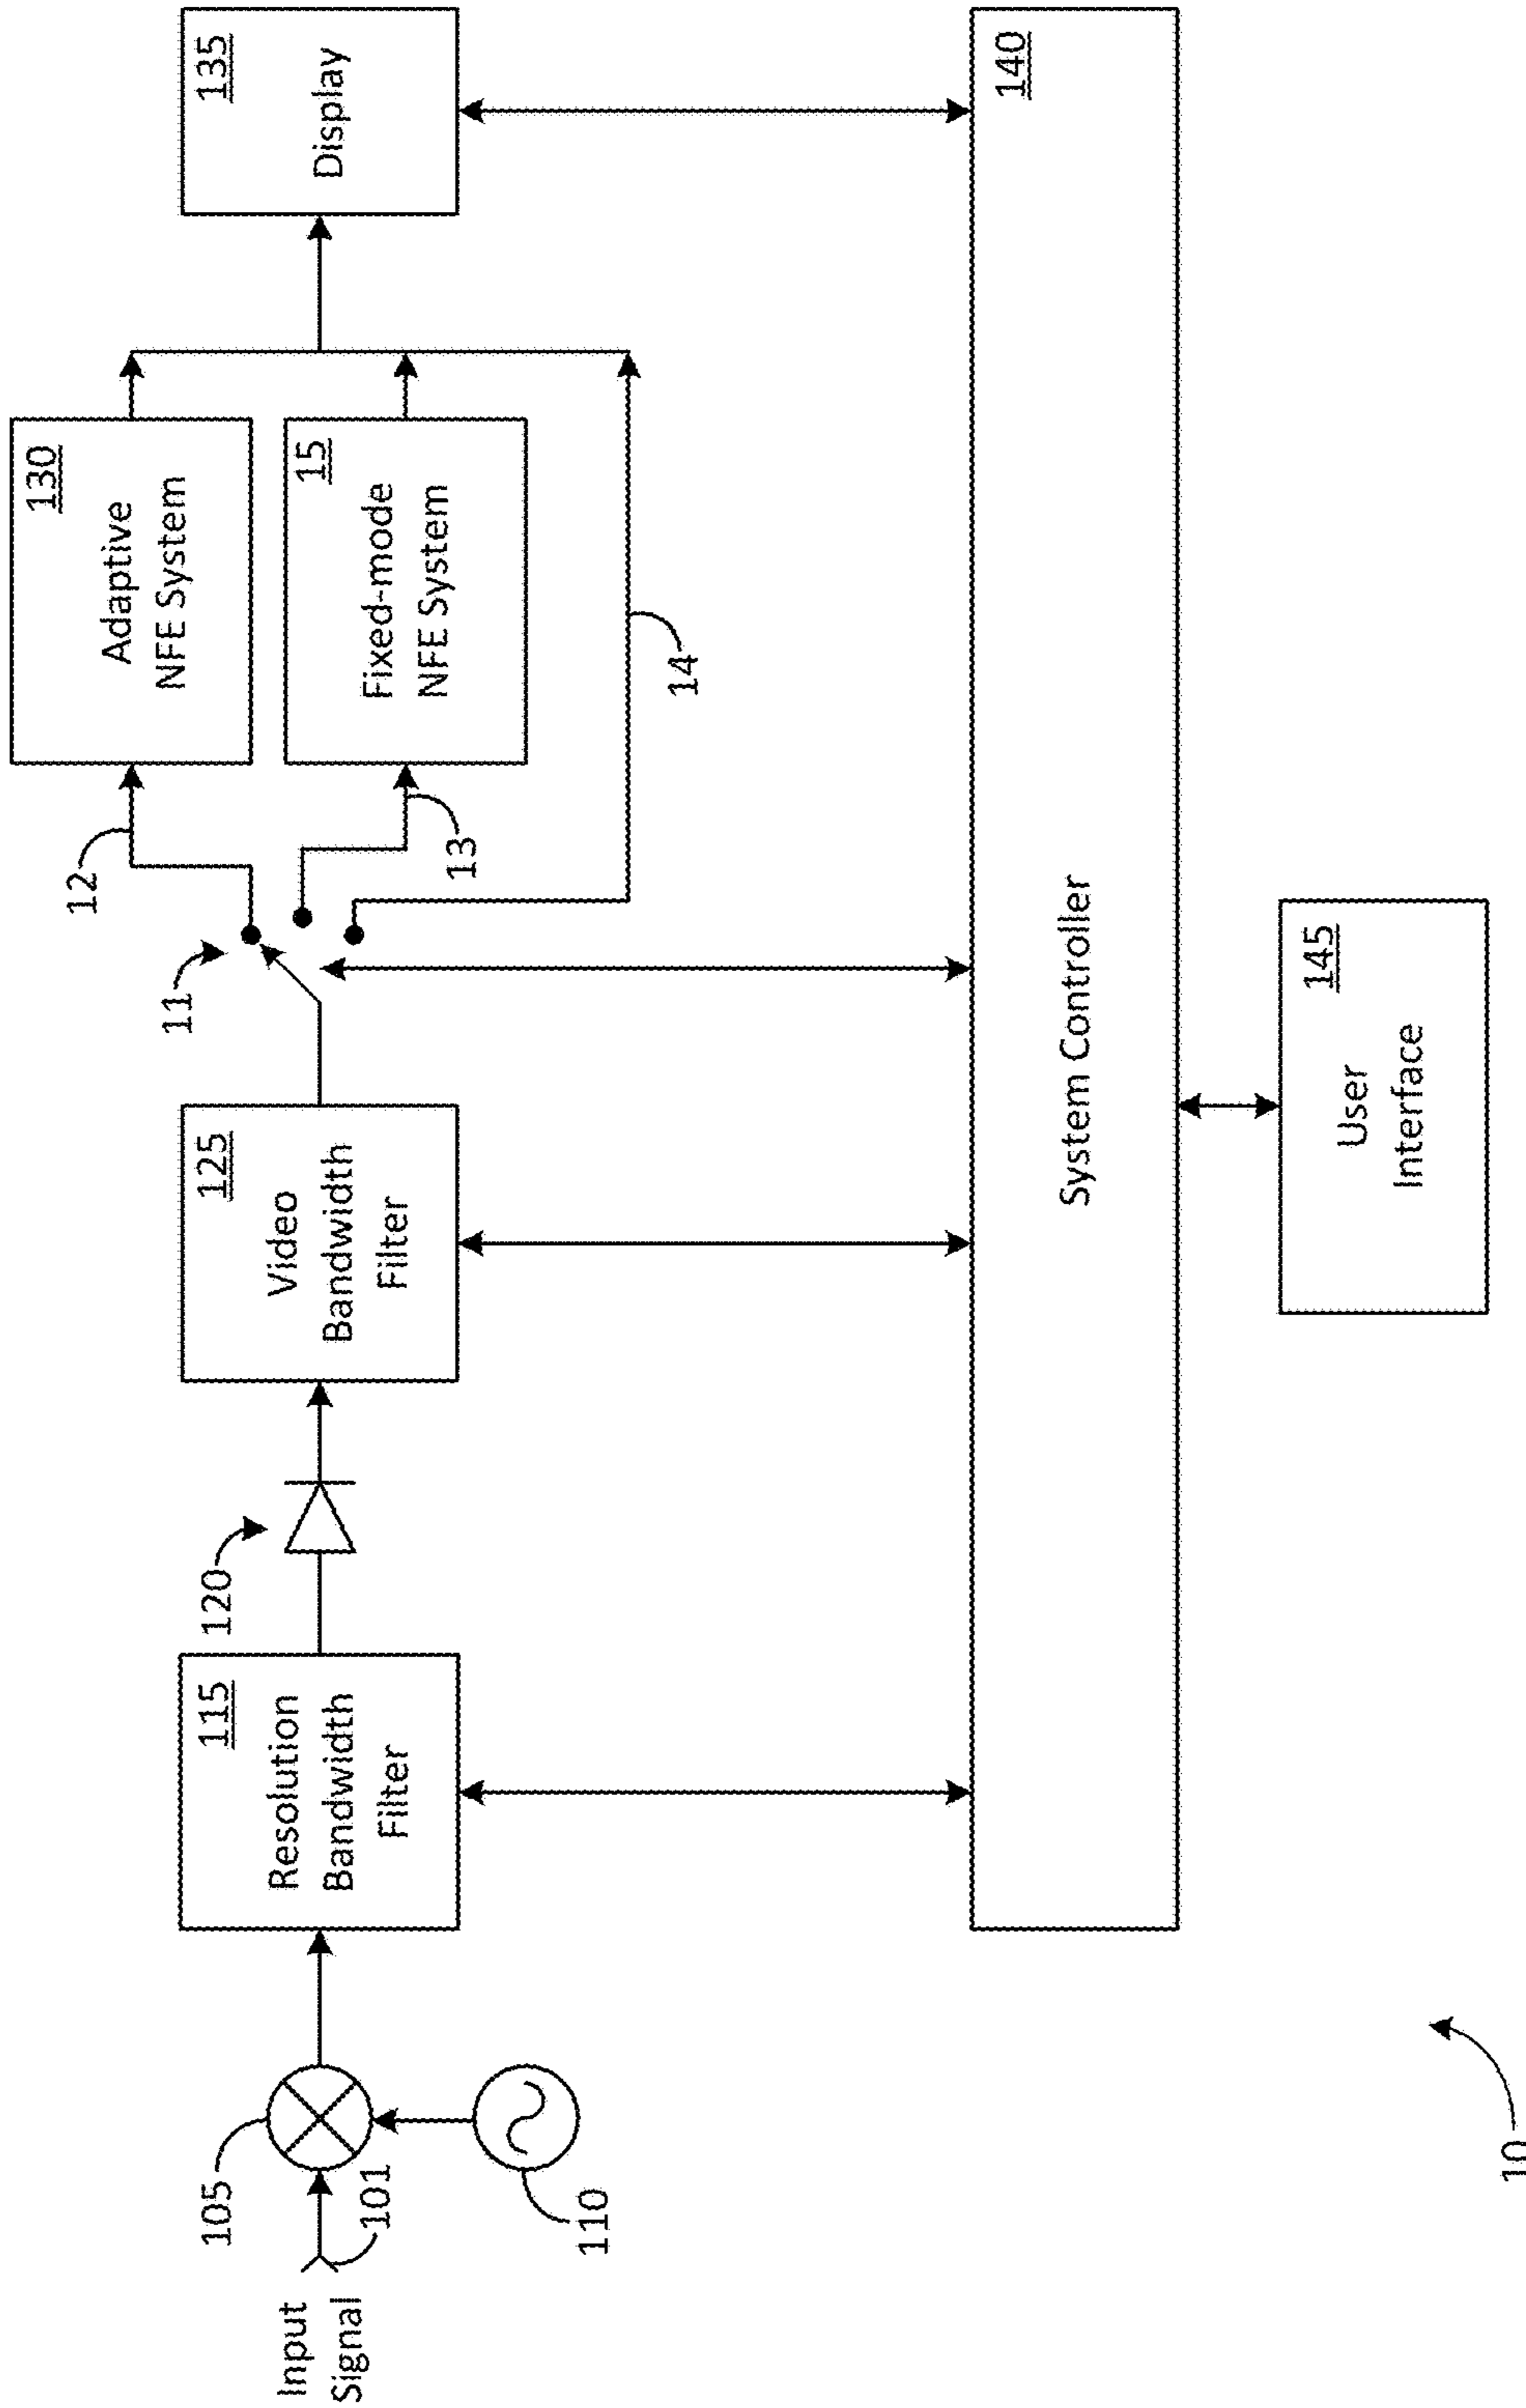 Input
Signal
101
105
110
115
Resolution
Bandwidth
Filter
120
125
Video
Bandwidth
Filter
11
12
13
14
130
Adaptive
NFE System
15
Fixed-mode
NFE System
135
Display
140
System Controller
145
User
Interface
10